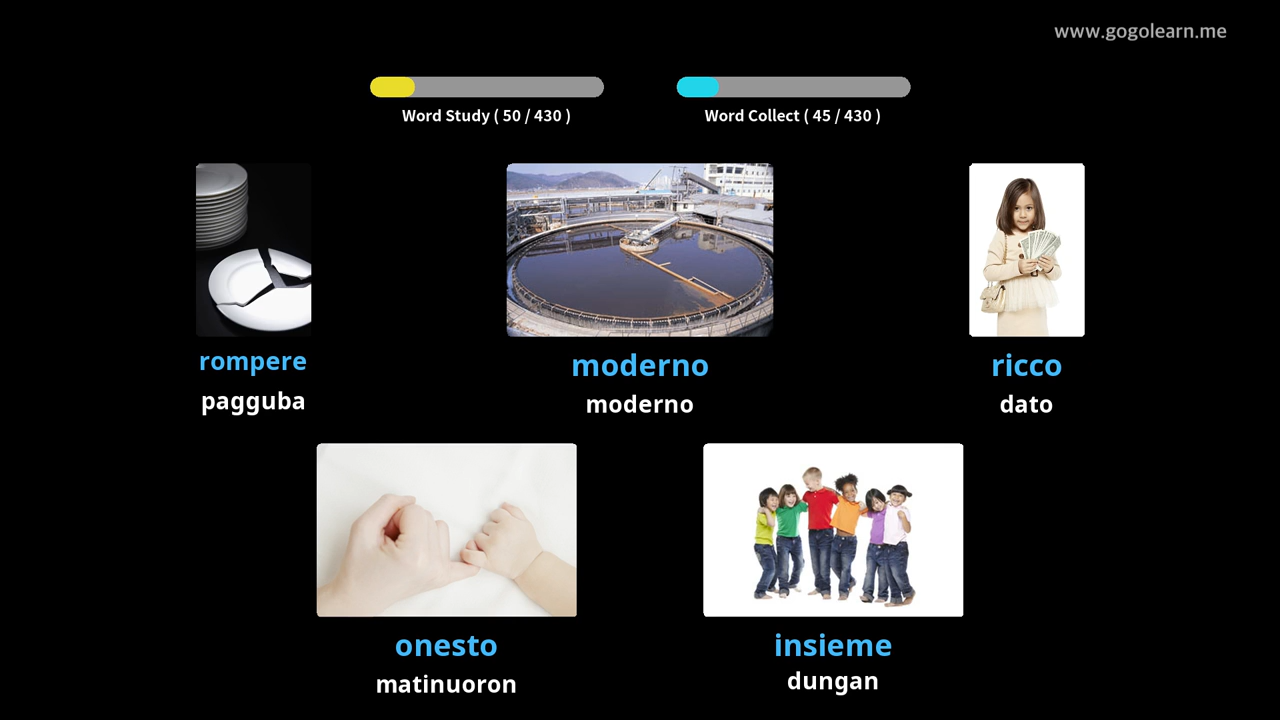 www.gogolearn.me
Word Study ( 50 / 430 )
Word Collect ( 45 / 430 )
rompere
pagguba
moderno
moderno
ricco
dato
onesto
matinuoron
insieme
dungan